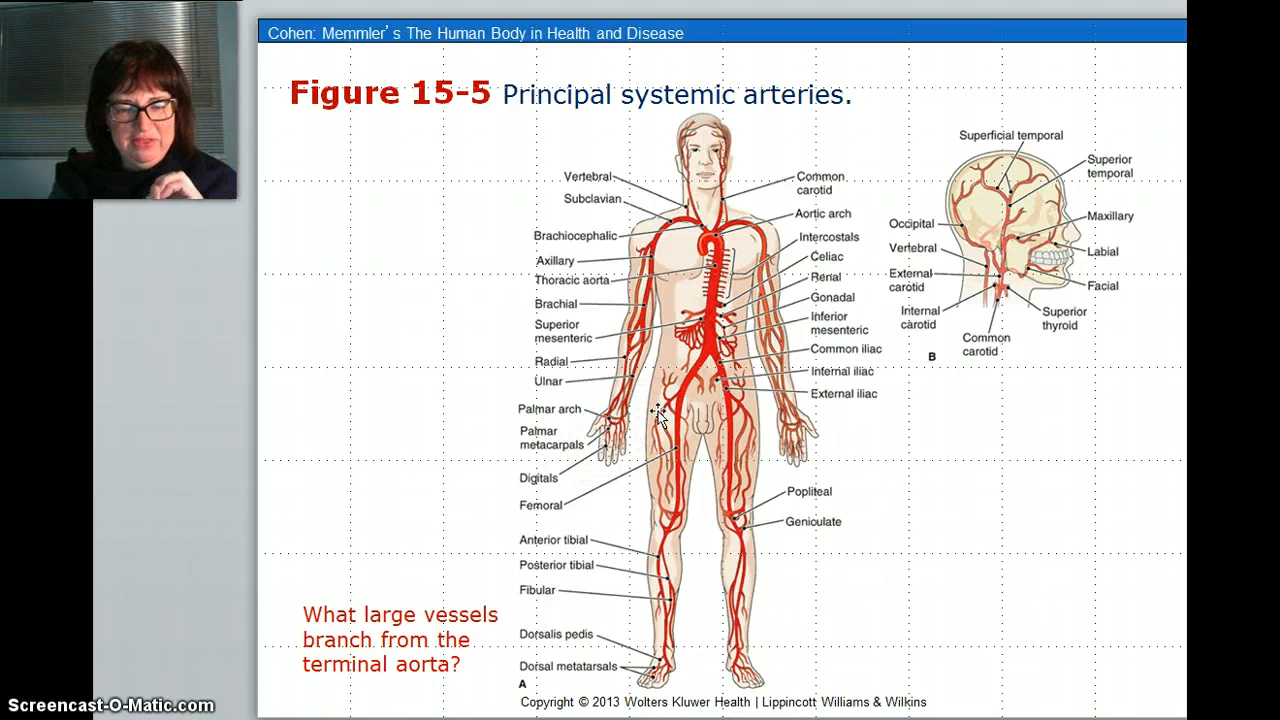 Cohen: Memmler's The Human Body in Health and Disease
Figure 15-5 Principal systemic arteries.
Vertebral
Subclavian
Brachiocephalic
Axillary
Thoracic aorta
Brachial
Superior
mesenteric
Radial
Ulnar
Palmar arch
Palmar
metacarpals
Digitals
Femoral
Anterior tibial
Posterior tibial
Fibular
Dorsalis pedis
Dorsal metatarsals
A
Common
carotid
Aortic arch
Intercostals
Celiac
Renal
Gonadal
Inferior
mesenteric
Common iliac
Internal iliac
External iliac
Popliteal
Geniculate
Superficial temporal
Superior
temporal
Maxillary
Labial
Facial
Superior
thyroid
Occipital
Vertebral
External
carotid
Internal
carotid
Common
carotid
B
What large vessels
branch from the
terminal aorta?
Copyright © 2013 Wolters Kluwer Health | Lippincott Williams & Wilkins
Screencast-O-Matic.com